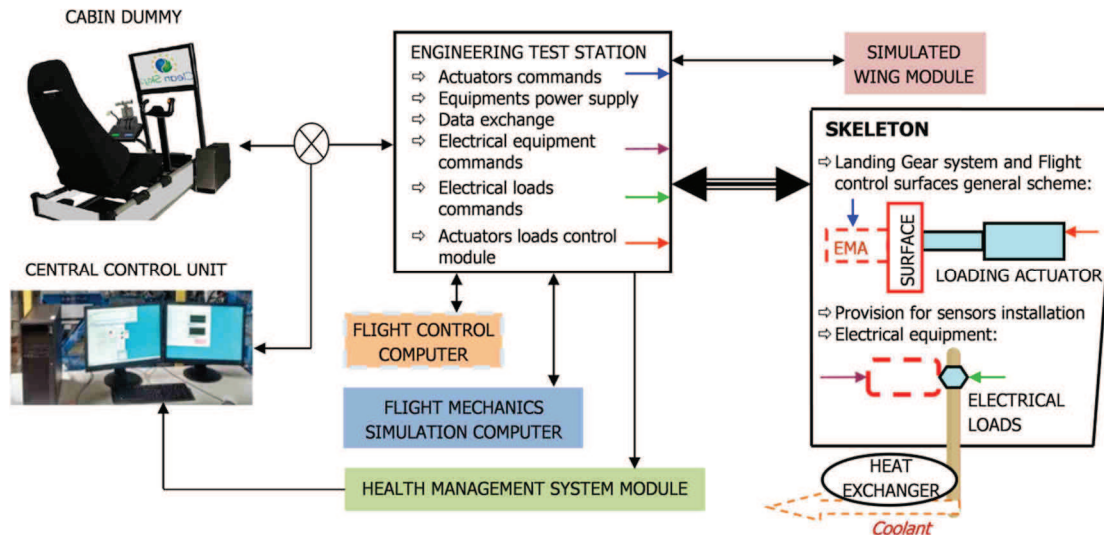 CABIN DUMMY
Clean Sky
ENGINEERING TEST STATION
⇨ Actuators commands
⇨ Equipments power supply
⇨ Data exchange
⇨ Electrical equipment
commands
⇨ Electrical loads
commands
⇨ Actuators loads control
module
SIMULATED
WING MODULE
SKELETON
⇨ Landing Gear system and Flight
control surfaces general scheme:
EMA
SURFACE
LOADING ACTUATOR
⇨ Provision for sensors installation
⇨ Electrical equipment:
ELECTRICAL
LOADS
HEAT
EXCHANGER
Coolant
CENTRAL CONTROL UNIT
FLIGHT CONTROL
COMPUTER
FLIGHT MECHANICS
SIMULATION COMPUTER
HEALTH MANAGEMENT SYSTEM MODULE